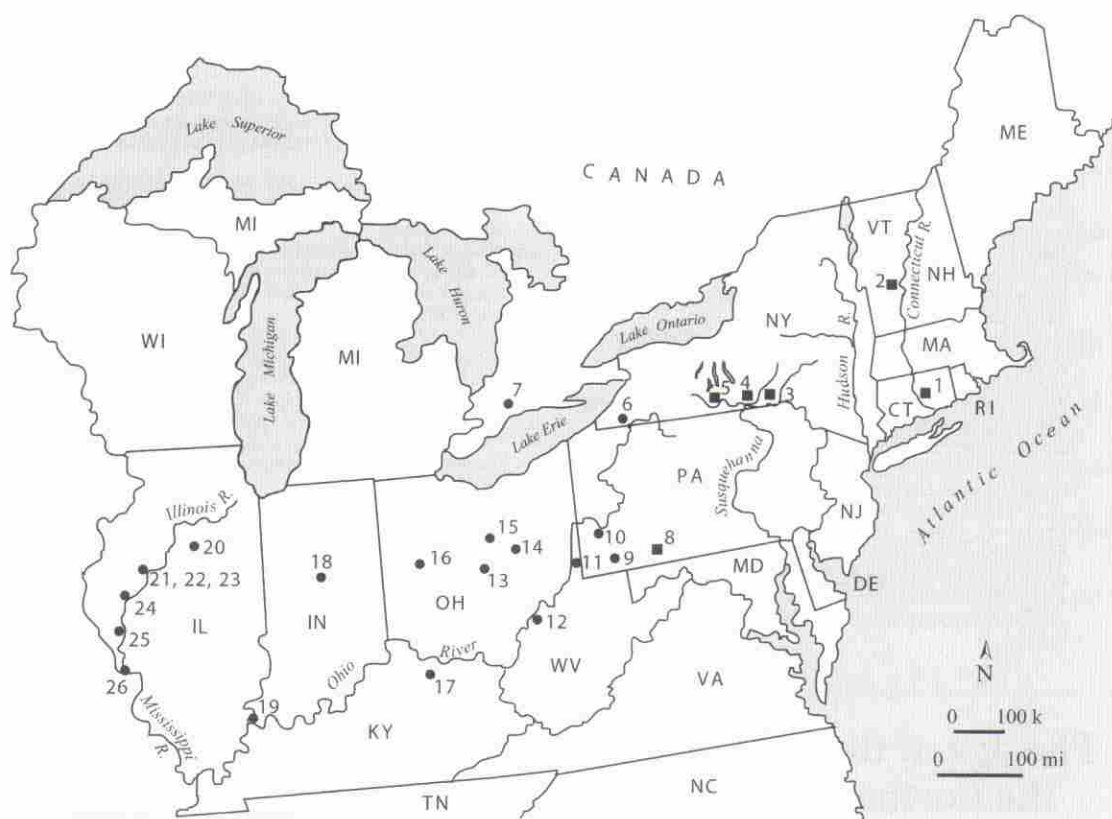 Lake Superior
ME
CANADA
MI
VT
Connecticut R.
2
NH
Lake Huron
Lake Ontario
NY
Hudson R.
WI
Lake Michigan
MI
MA
7
5 4 3
1
CT
RI
6
Lake Erie
Atlantic Ocean
Illinois R.
PA
Susquehanna
NJ
15
10
8
20
18
16
14
11
9
MD
21, 22, 23
13
DE
OH
24
IL
IN
12
25
WV
River
Ohio
VA
26
17
N
Mississippi R.
19
0 100 k
KY
0 100 mi
TN
NC